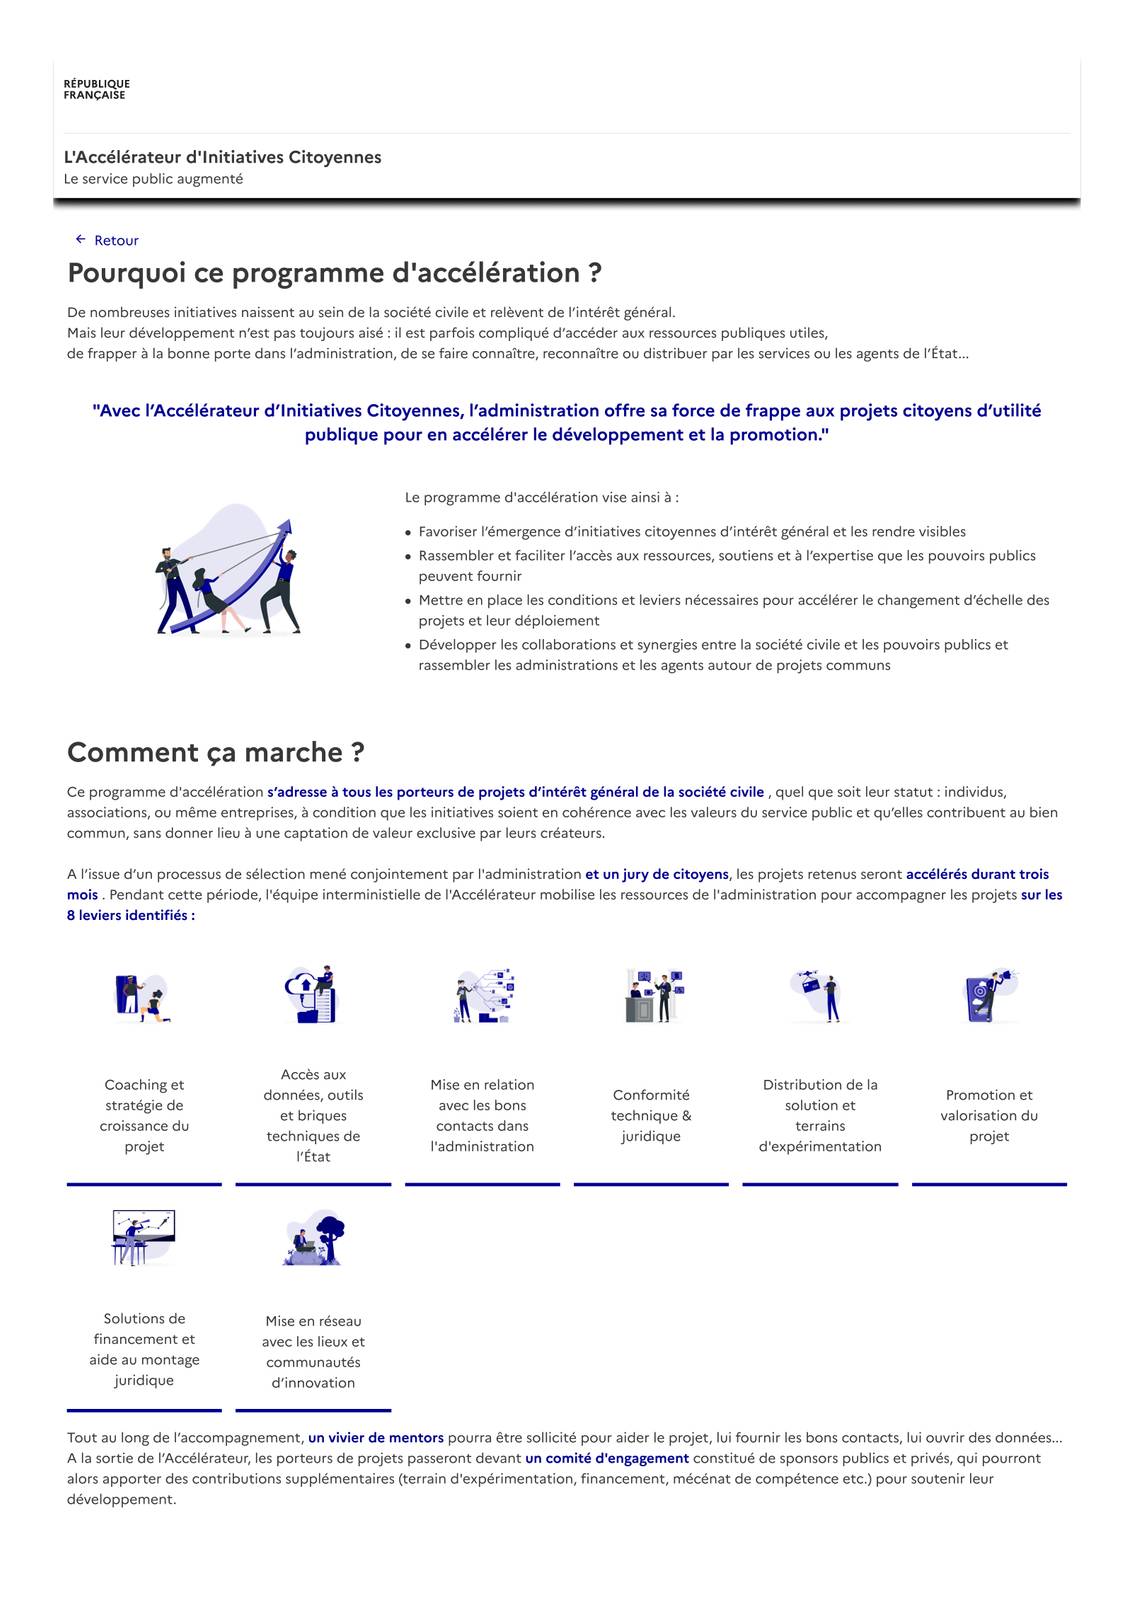 RÉPUBLIQUE
FRANÇAISE
L'Accélérateur d'Initiatives Citoyennes
Le service public augmenté
← Retour
Pourquoi ce programme d'accélération ?
De nombreuses initiatives naissent au sein de la société civile et relèvent de l’intérêt général.
Mais leur développement n’est pas toujours aisé : il est parfois compliqué d’accéder aux ressources publiques utiles,
de frapper à la bonne porte dans l’administration, de se faire connaître, reconnaître ou distribuer par les services ou les agents de l’État...
"Avec l’Accélérateur d’Initiatives Citoyennes, l’administration offre sa force de frappe aux projets citoyens d’utilité
publique pour en accélérer le développement et la promotion."
Le programme d'accélération vise ainsi à :
• Favoriser l’émergence d’initiatives citoyennes d’intérêt général et les rendre visibles
• Rassembler et faciliter l’accès aux ressources, soutiens et à l’expertise que les pouvoirs publics
peuvent fournir
• Mettre en place les conditions et leviers nécessaires pour accélérer le changement d’échelle des
projets et leur déploiement
• Développer les collaborations et synergies entre la société civile et les pouvoirs publics et
rassembler les administrations et les agents autour de projets communs
Comment ça marche ?
Ce programme d'accélération s’adresse à tous les porteurs de projets d’intérêt général de la société civile , quel que soit leur statut : individus,
associations, ou même entreprises, à condition que les initiatives soient en cohérence avec les valeurs du service public et qu’elles contribuent au bien
commun, sans donner lieu à une captation de valeur exclusive par leurs créateurs.
A l’issue d’un processus de sélection mené conjointement par l'administration et un jury de citoyens, les projets retenus seront accélérés durant trois
mois . Pendant cette période, l'équipe interministielle de l'Accélérateur mobilise les ressources de l'administration pour accompagner les projets sur les
8 leviers identifiés :
Coaching et
stratégie de
croissance du
projet
Accès aux
données, outils
et briques
techniques de
l’État
Mise en relation
avec les bons
contacts dans
l'administration
Conformité
technique &
juridique
Distribution de la
solution et
terrains
d'expérimentation
Promotion et
valorisation du
projet
Solutions de
financement et
aide au montage
juridique
Mise en réseau
avec les lieux et
communautés
d’innovation
Tout au long de l’accompagnement, un vivier de mentors pourra être sollicité pour aider le projet, lui fournir les bons contacts, lui ouvrir des données...
A la sortie de l’Accélérateur, les porteurs de projets passeront devant un comité d'engagement constitué de sponsors publics et privés, qui pourront
alors apporter des contributions supplémentaires (terrain d'expérimentation, financement, mécénat de compétence etc.) pour soutenir leur
développement.